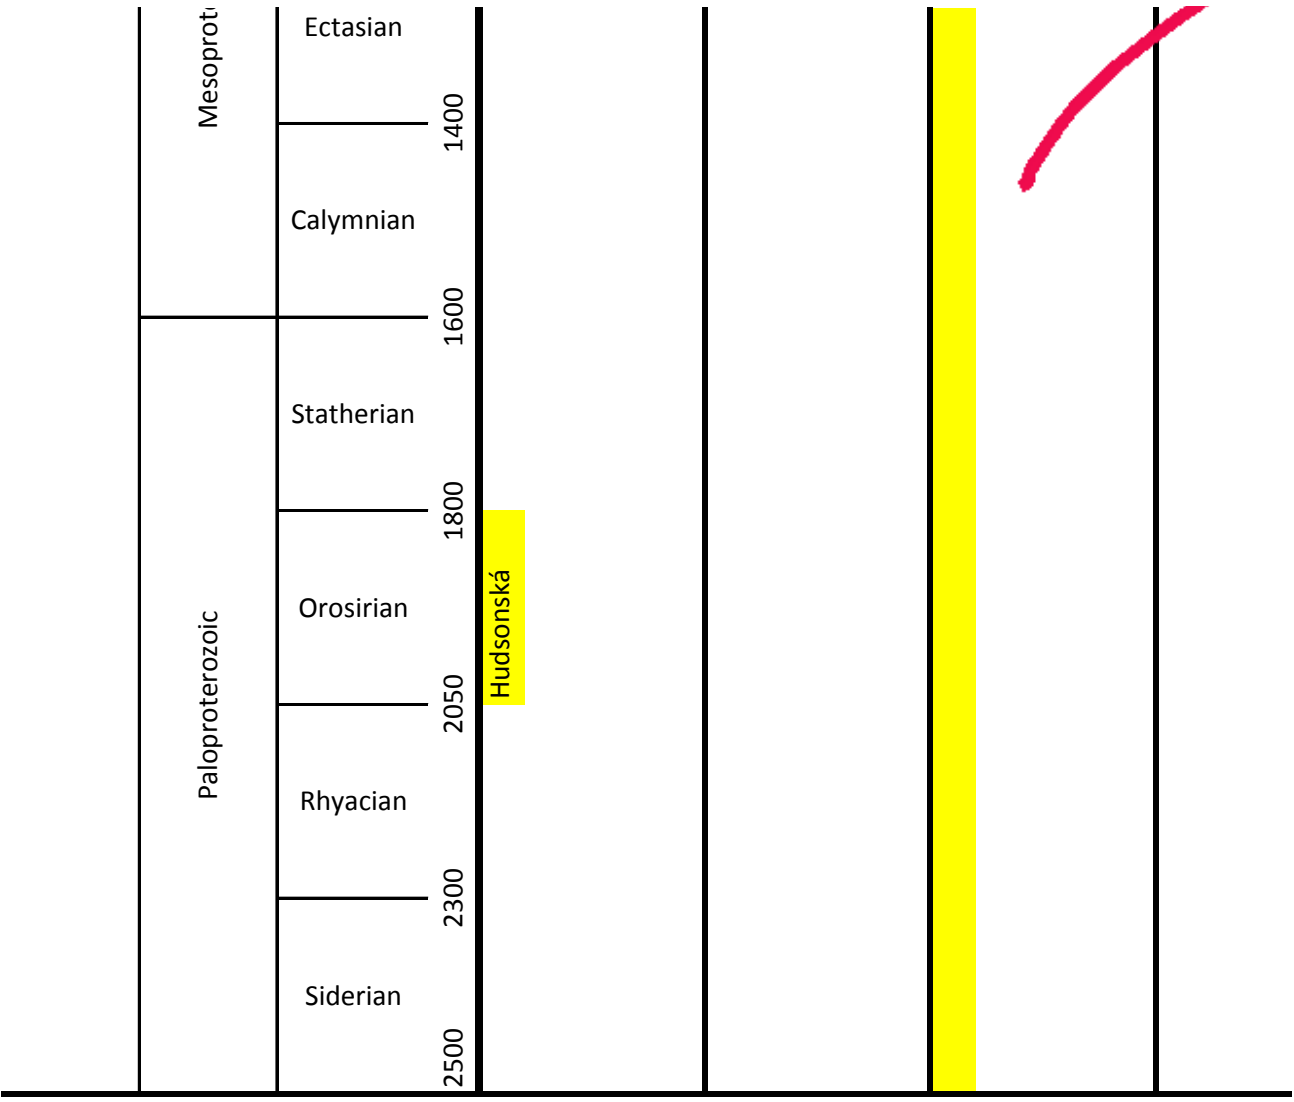 Mesoprot
Ectasian
1400
Calymnian
1600
Statherian
1800
Paloproterozoic
Orosirian
Hudsonská
2050
Rhyacian
2300
Siderian
2500